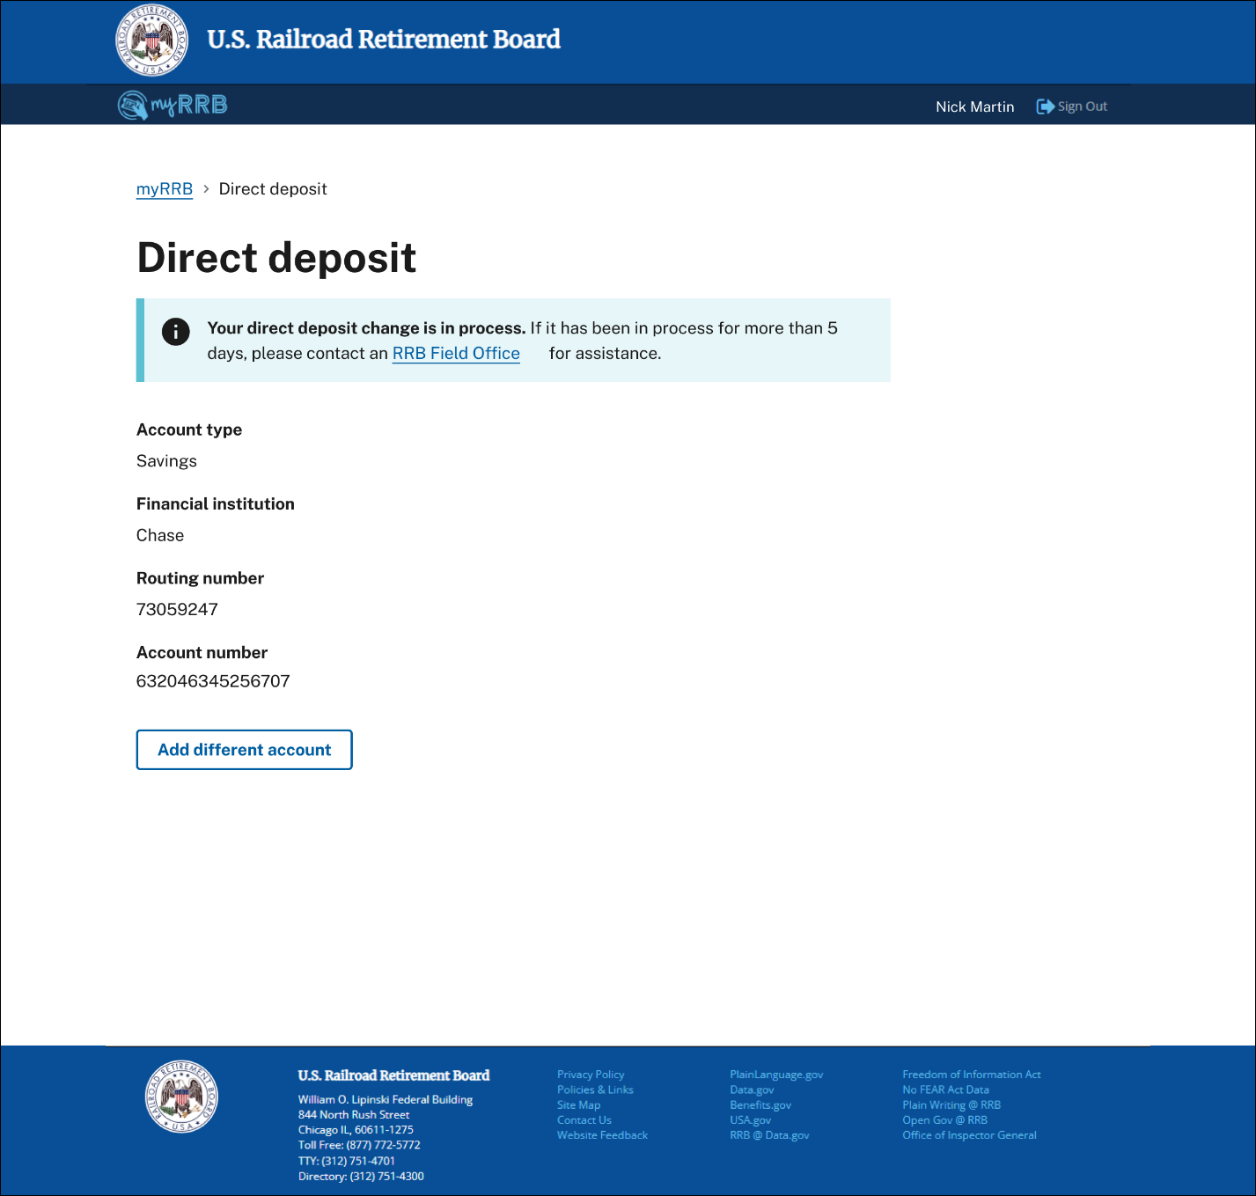 RAILROAD RETIREMENT BOARD
U.S.A.
U.S. Railroad Retirement Board
myRRB
Nick Martin
Sign Out
myRRB > Direct deposit
Direct deposit
Your direct deposit change is in process. If it has been in process for more than 5
days, please contact an RRB Field Office for assistance.
Account type
Savings
Financial institution
Chase
Routing number
73059247
Account number
632046345256707
Add different account
RAILROAD RETIREMENT BOARD
U.S.A.
U.S. Railroad Retirement Board
William O. Lipinski Federal Building
844 North Rush Street
Chicago IL, 60611-1275
Toll Free: (877) 772-5772
TTY: (312) 751-4701
Directory: (312) 751-4300
Privacy Policy
Policies & Links
Site Map
Contact Us
Website Feedback
PlainLanguage.gov
Data.gov
Benefits.gov
USA.gov
RRB @ Data.gov
Freedom of Information Act
No FEAR Act Data
Plain Writing @ RRB
Open Gov @ RRB
Office of Inspector General